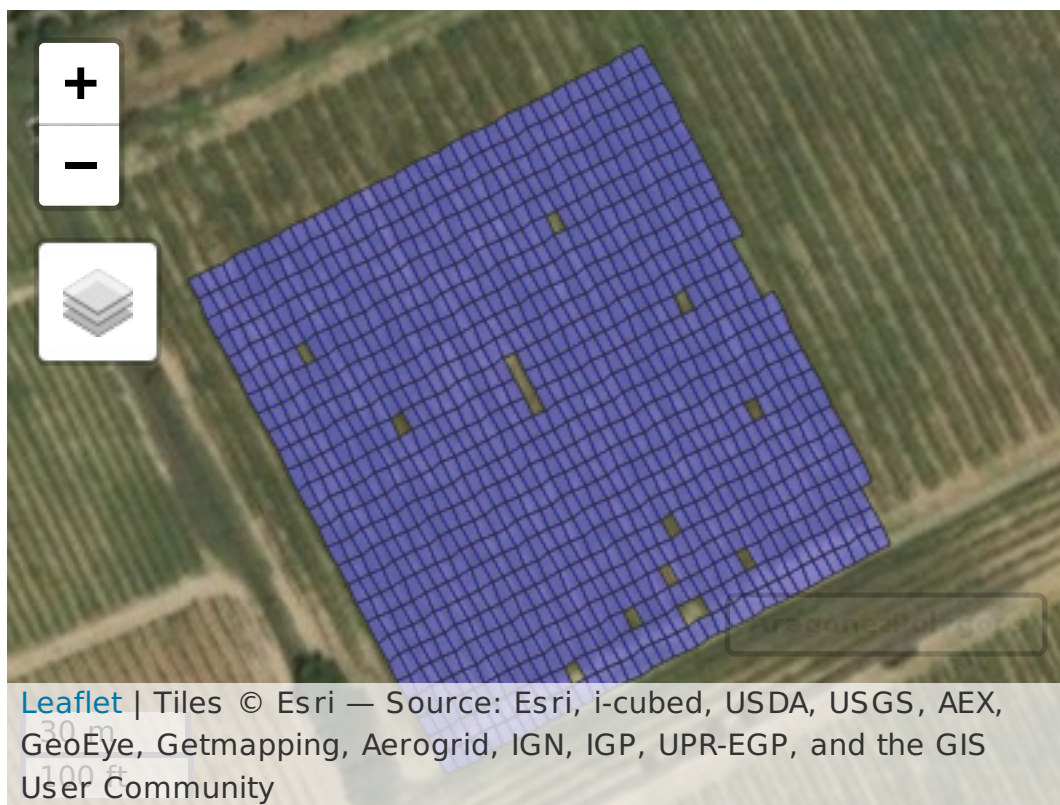 +
−
Leaflet | Tiles © Esri — Source: Esri, i-cubed, USDA, USGS, AEX,
GeoEye, Getmapping, Aerogrid, IGN, IGP, UPR-EGP, and the GIS
User Community
30 m
100 ft